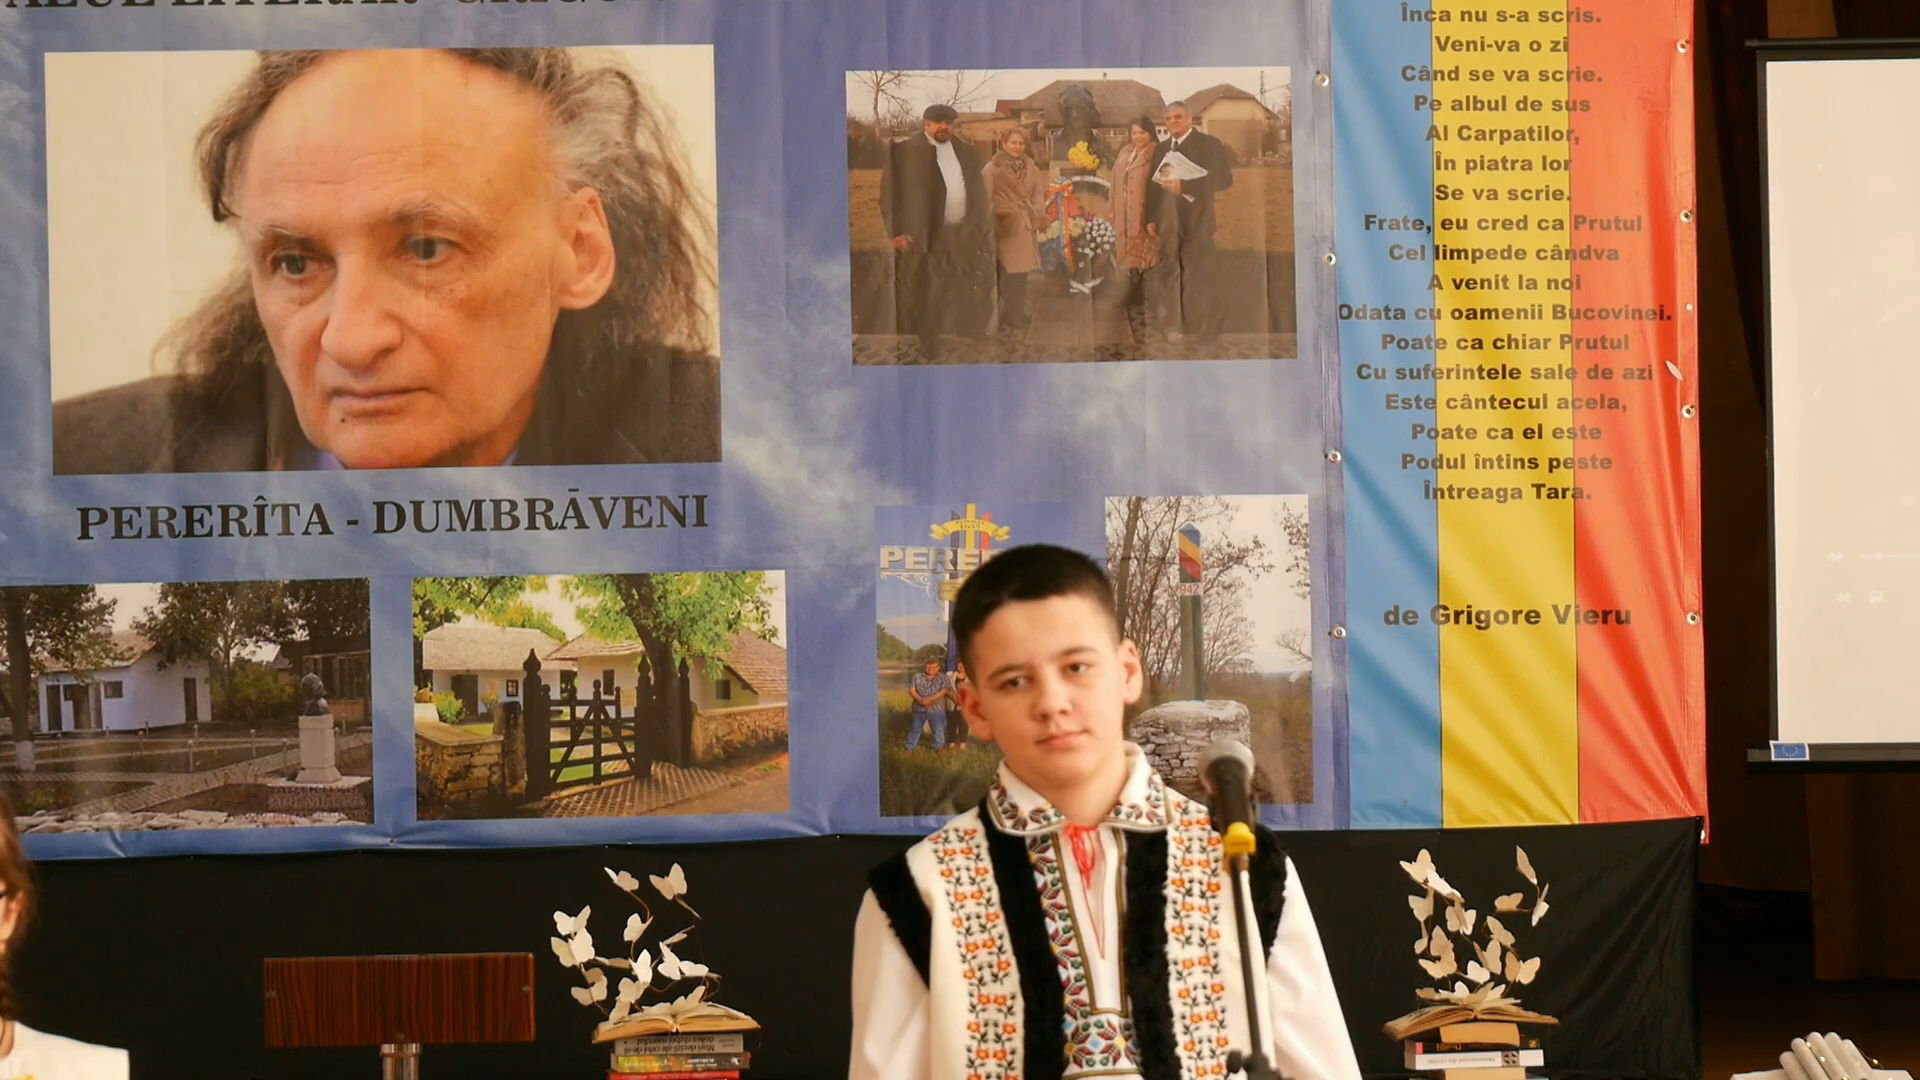 PERERÎTA - DUMBRĂVENI
PERE
1942
Înca nu s-a scris.
Veni-va o zi
Când se va scrie.
Pe albul de sus
Al Carpatilor,
În piatra lor
Se va scrie.
Frate, eu cred ca Prutul
Cel limpede cândva
A venit la noi
Odata cu oamenii Bucovinei.
Poate ca chiar Prutul
Cu suferintele sale de azi
Este cântecul acela,
Poate ca el este
Podul întins peste
Întreaga Tara.
de Grigore Vieru